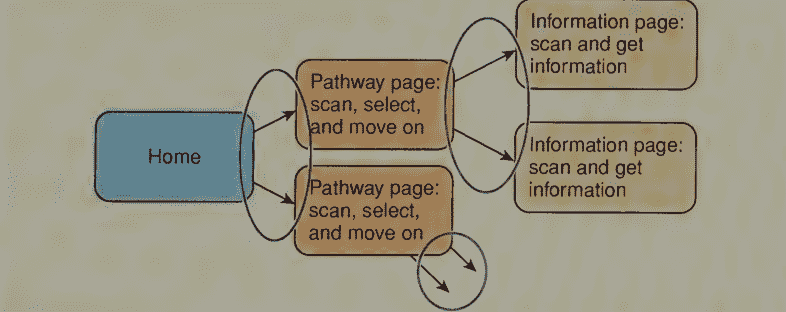 Home
Pathway page:
scan, select,
and move on
Pathway page:
scan, select,
and move on
Information page:
scan and get
information
Information page:
scan and get
information